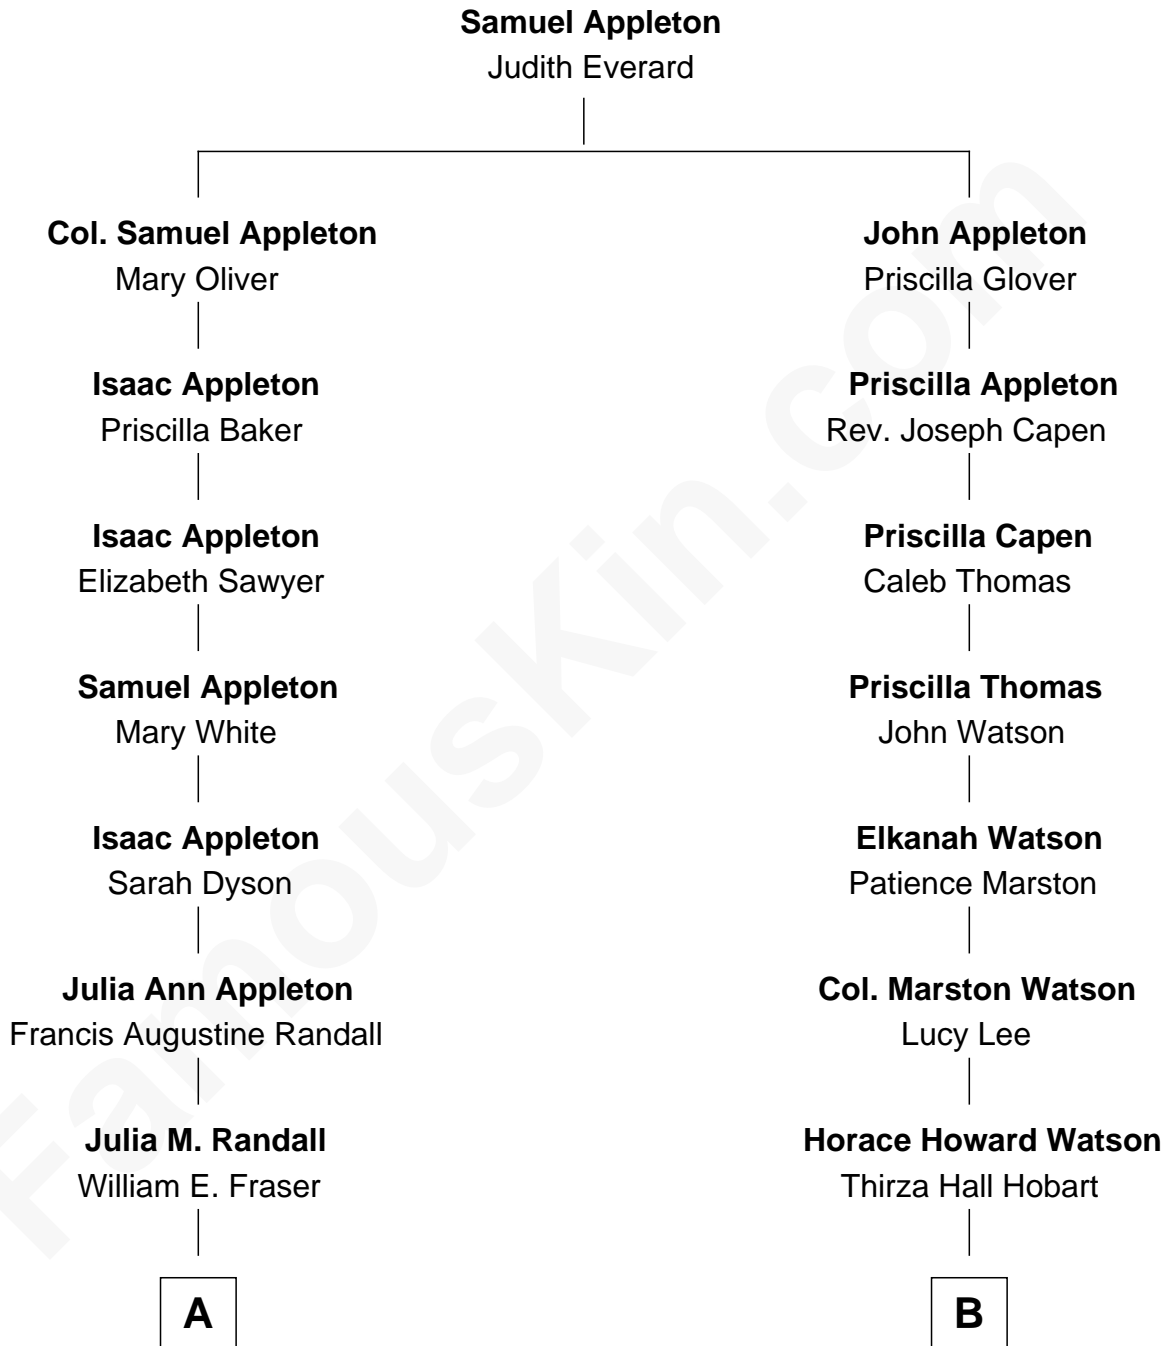 Samuel Appleton
Judith Everard
Col. Samuel Appleton
Mary Oliver
Isaac Appleton
Priscilla Baker
Isaac Appleton
Elizabeth Sawyer
Samuel Appleton
Mary White
Isaac Appleton
Sarah Dyson
Julia Ann Appleton
Francis Augustine Randall
Julia M. Randall
William E. Fraser
A
John Appleton
Priscilla Glover
Priscilla Appleton
Rev. Joseph Capen
Priscilla Capen
Caleb Thomas
Priscilla Thomas
John Watson
Elkanah Watson
Patience Marston
Col. Marston Watson
Lucy Lee
Horace Howard Watson
Thirza Hall Hobart
B
FamousKin.com